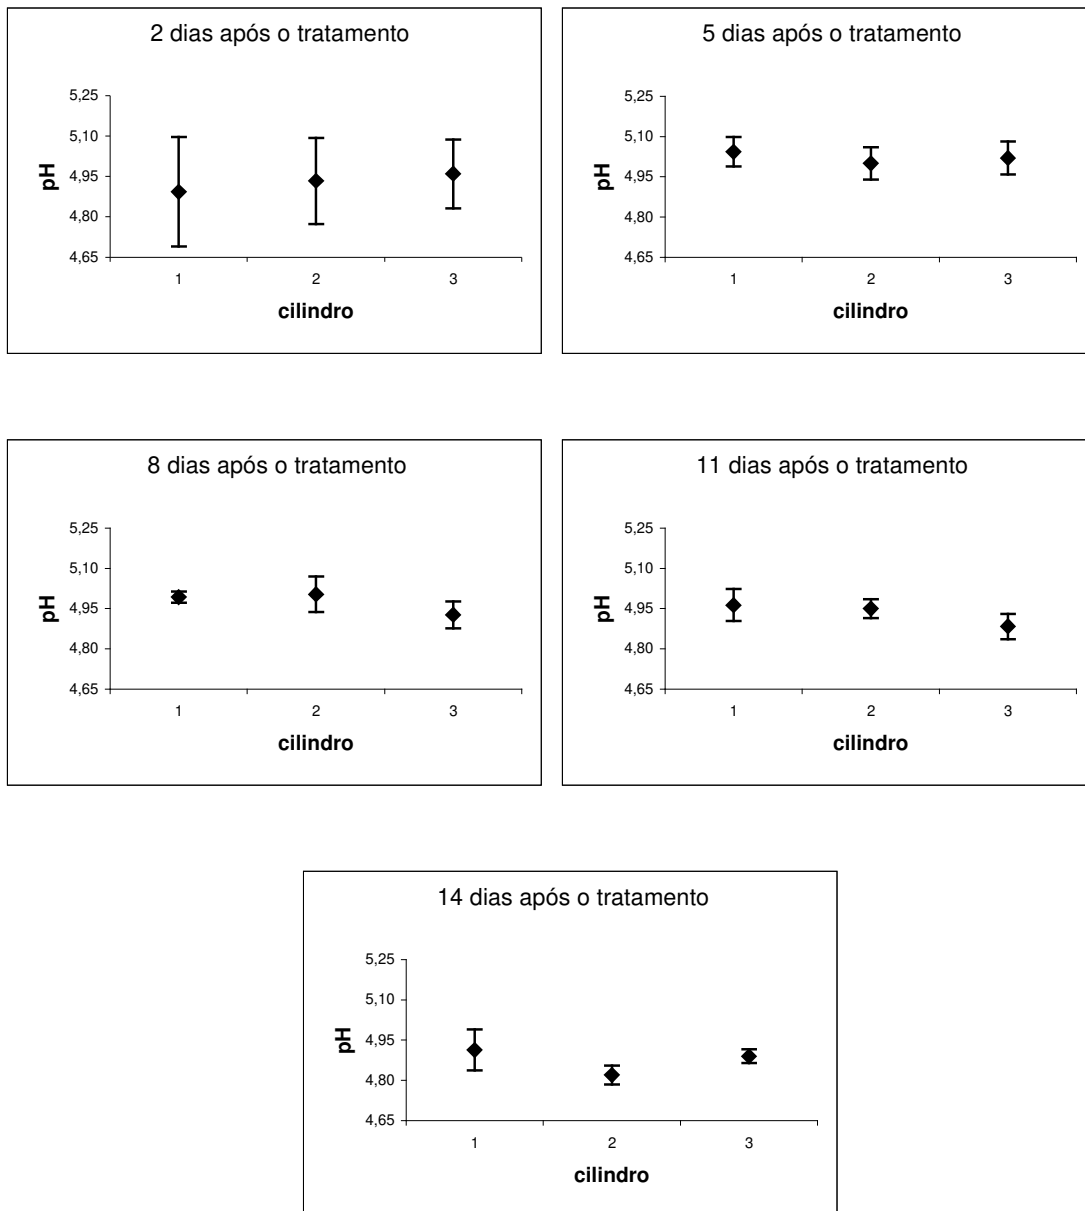 2 dias após o tratamento
5,25
5,10
4,95
4,80
4,65
pH
1 2 3
cilindro
5 dias após o tratamento
5,25
5,10
4,95
4,80
4,65
pH
1 2 3
cilindro
8 dias após o tratamento
5,25
5,10
4,95
4,80
4,65
pH
1 2 3
cilindro
11 dias após o tratamento
5,25
5,10
4,95
4,80
4,65
pH
1 2 3
cilindro
14 dias após o tratamento
5,25
5,10
4,95
4,80
4,65
pH
1 2 3
cilindro